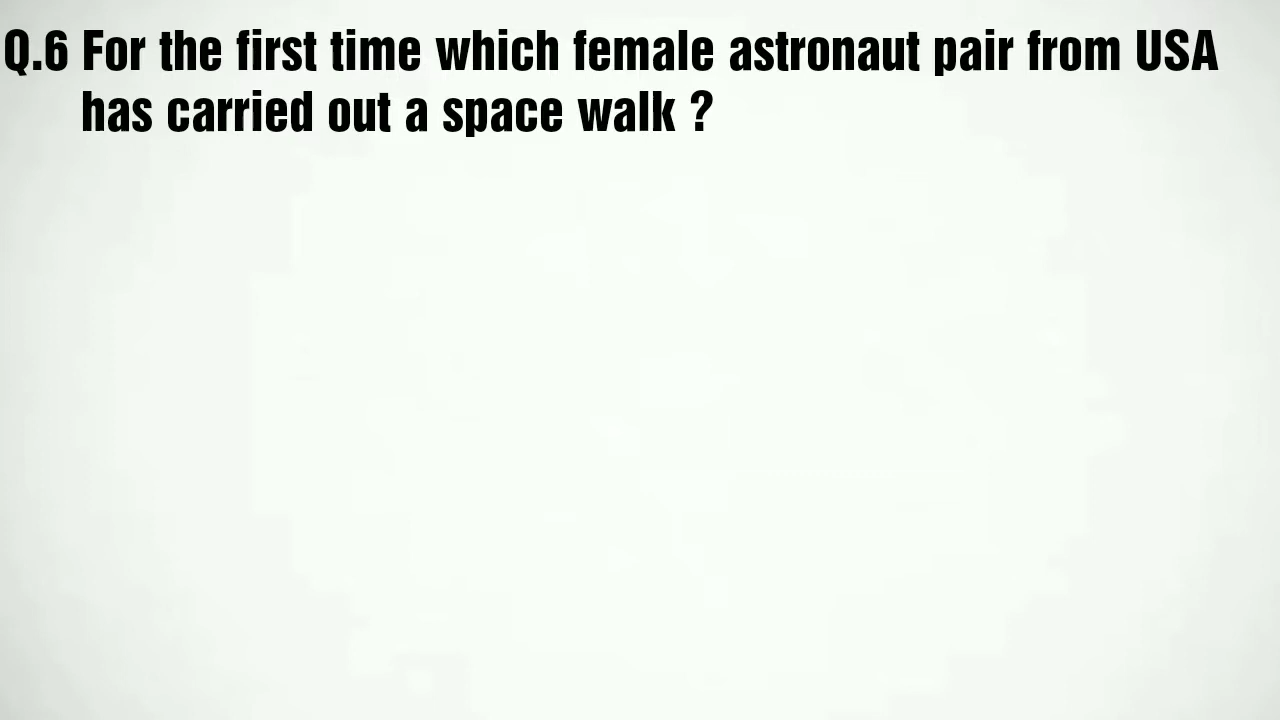 Q.6 For the first time which female astronaut pair from USA
has carried out a space walk ?